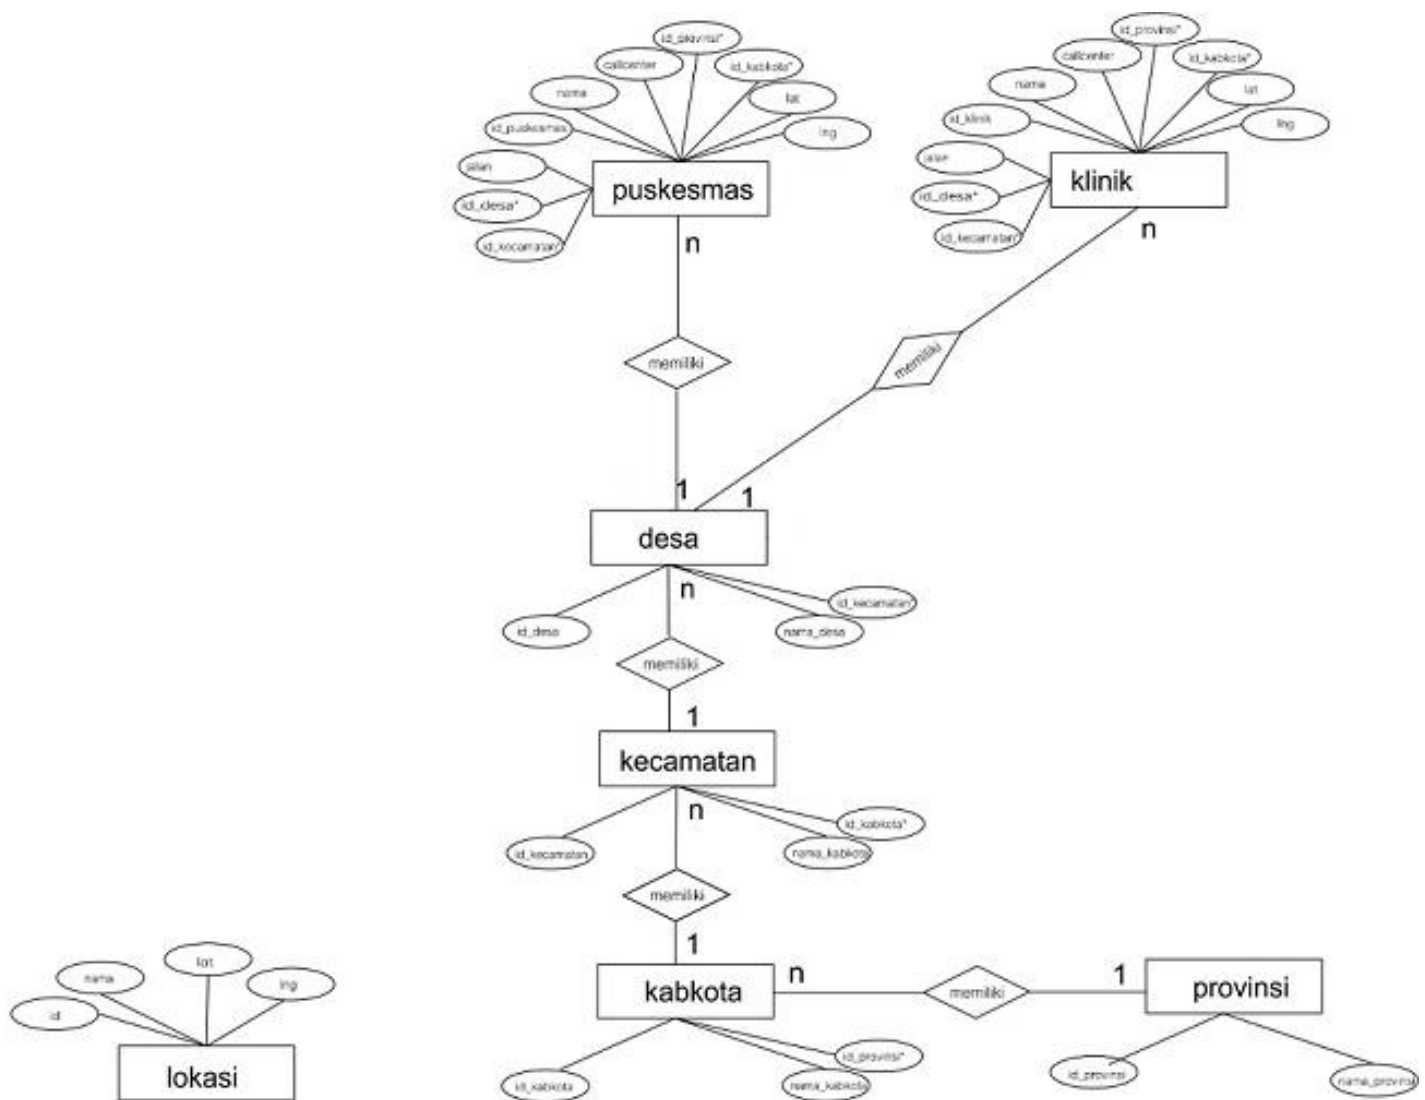 id_provinsi*
callcenter
id_kabkota*
nama
lat
id_puskesmas
lng
jalan
id_desa*
id_kecamatan*
puskesmas
n
id_provinsi*
callcenter
id_kabkota*
nama
lat
id_klinik
lng
jalan
id_desa*
id_kecamatan*
klinik
n
memiliki
memiliki
1
1
desa
n
id_kecamatan*
id_desa
nama_desa
memiliki
1
kecamatan
n
id_kabkota*
id_kecamatan
nama_kabkota
memiliki
1
kabkota
n
memiliki
1
provinsi
id_provinsi*
id_kabkota
nama_kabkota
id_provinsi
nama_provinsi
lat
nama
lng
id
lokasi